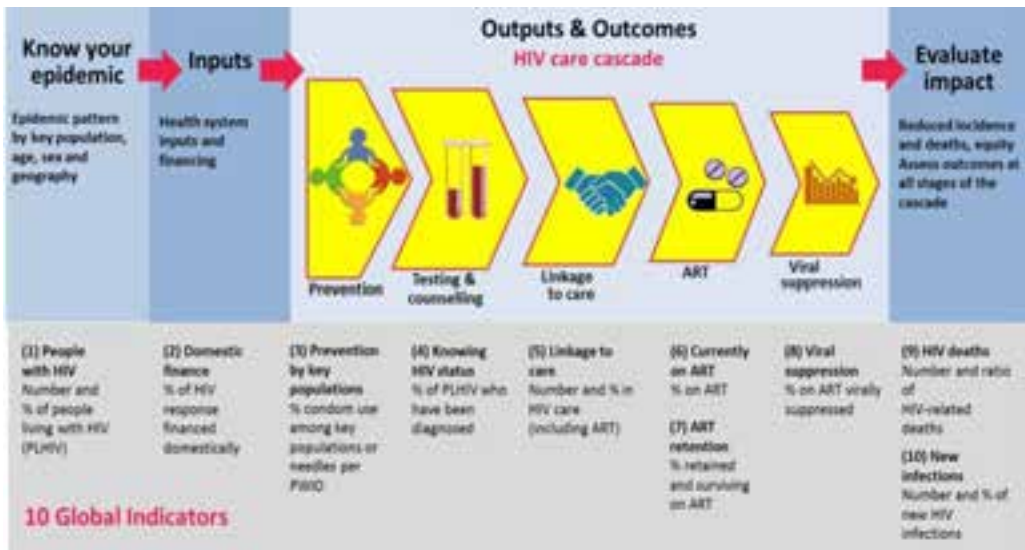 Know your
epidemic
Epidemic pattern
by key population,
age, sex and
geography
Inputs
Health system
inputs and
financing
Outputs & Outcomes
HIV care cascade
Prevention
Testing &
counselling
Linkage
to care
ART
Viral
suppression
Evaluate
impact
Reduced incidence
and deaths, equity
Assess outcomes at
all stages of the
cascade
(1) People
with HIV
Number and
% of people
living with HIV
(PLHIV)
(2) Domestic
finance
% of HIV
response
financed
domestically
(3) Prevention
by key
populations
% condom use
among key
populations or
needles per
PWID
(4) Knowing
HIV status
% of PLHIV who
have been
diagnosed
(5) Linkage to
care
Number and % in
HIV care
(including ART)
(6) Currently
on ART
% on ART
(7) ART
retention
% retained
and surviving
on ART
(8) Viral
suppression
% on ART virally
suppressed
(9) HIV deaths
Number and ratio
of
HIV-related
deaths
(10) New
infections
Number and % of
new HIV
infections
10 Global Indicators